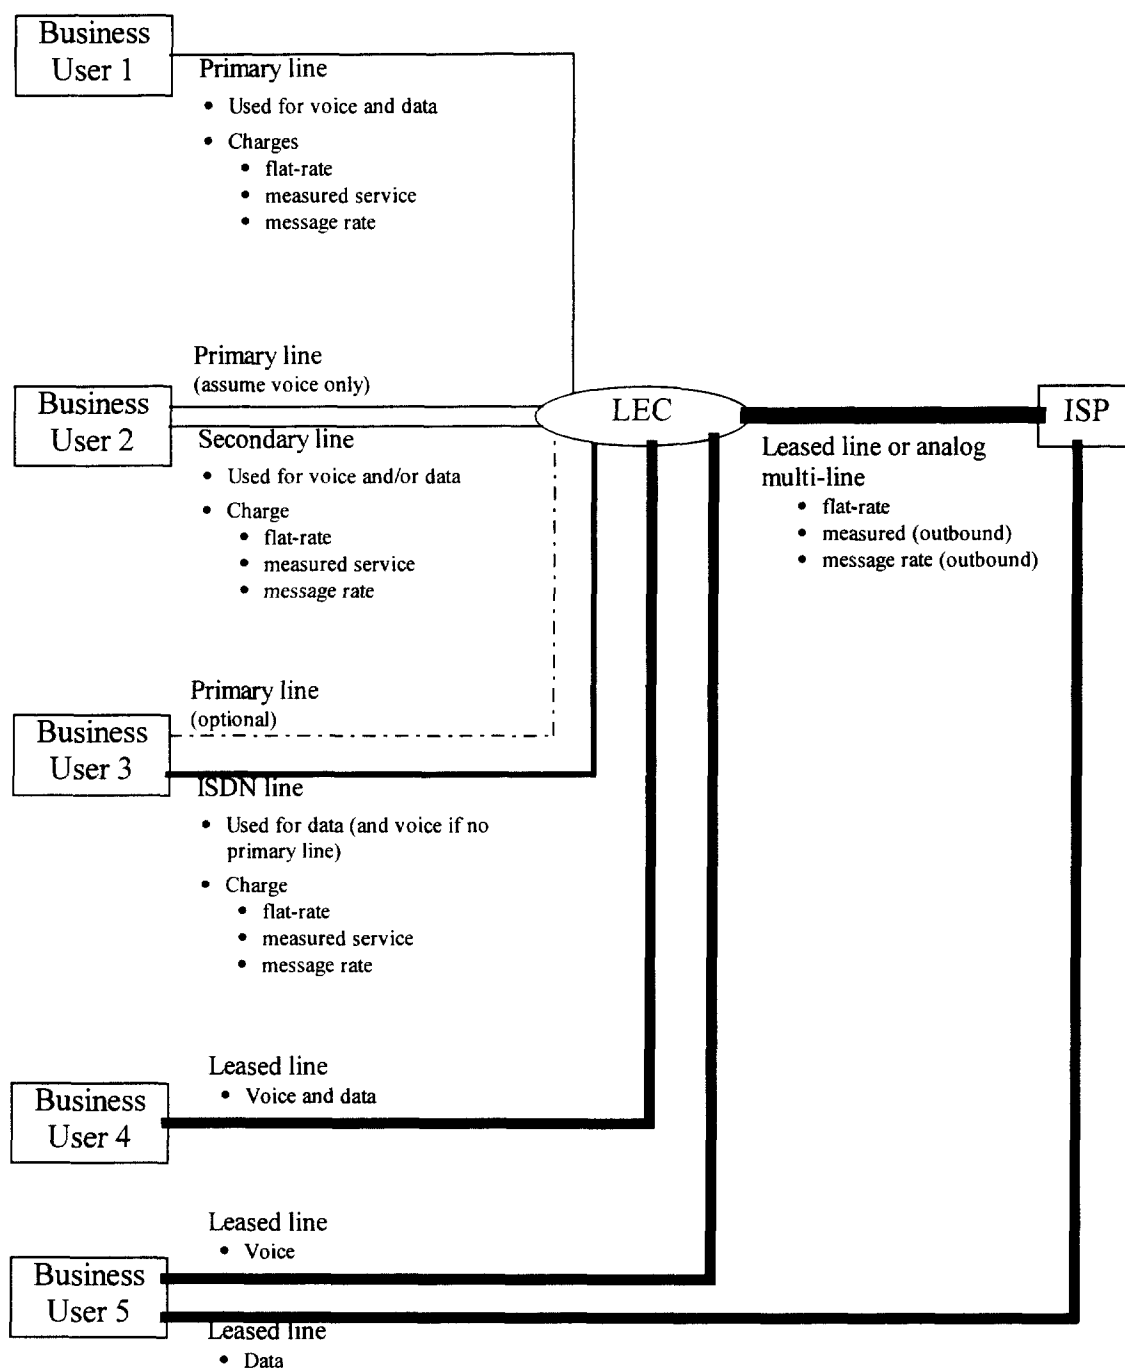 Business
User 1
Primary line
• Used for voice and data
• Charges
• flat-rate
• measured service
• message rate
Primary line
(assume voice only)
Business
User 2
Secondary line
• Used for voice and/or data
• Charge
• flat-rate
• measured service
• message rate
LEC
ISP
Leased line or analog
multi-line
• flat-rate
• measured (outbound)
• message rate (outbound)
Primary line
(optional)
Business
User 3
ISDN line
• Used for data (and voice if no
primary line)
• Charge
• flat-rate
• measured service
• message rate
Leased line
• Voice and data
Business
User 4
Leased line
• Voice
Business
User 5
Leased line
• Data